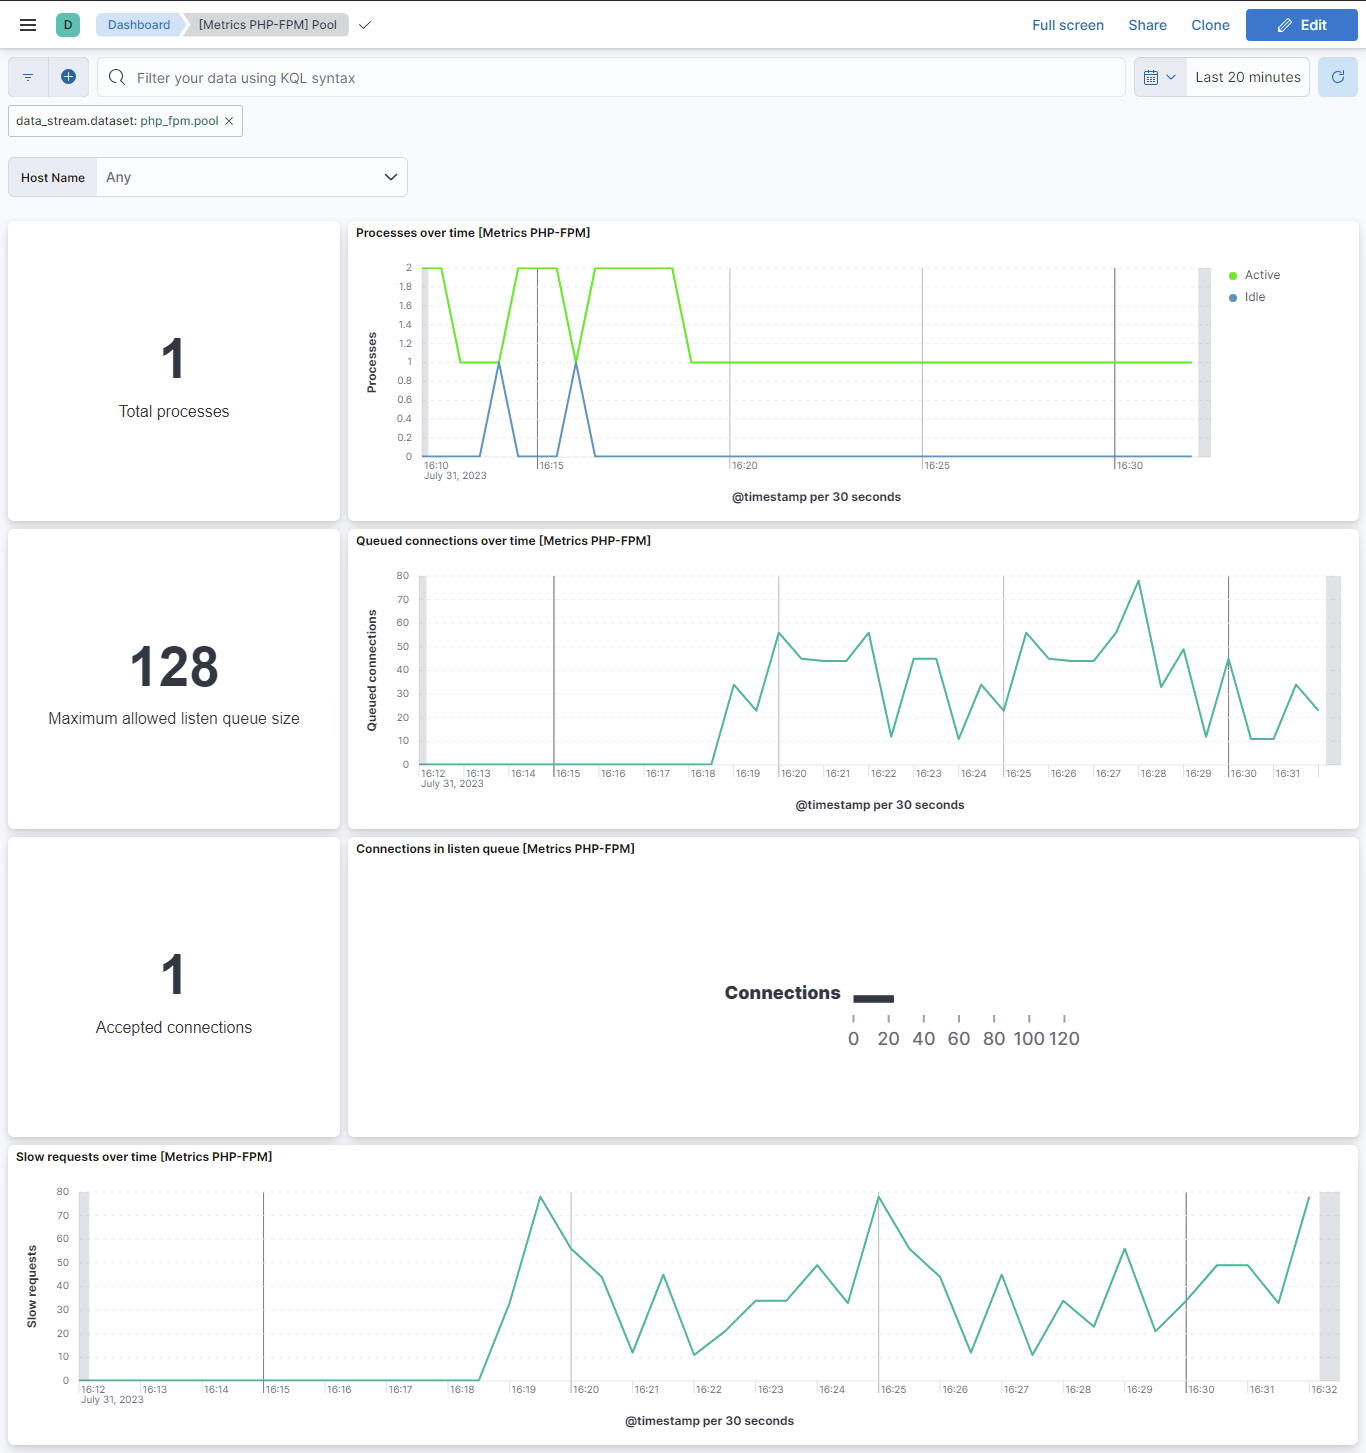 D Dashboard [Metrics PHP-FPM] Pool Full screen Share Clone Edit
Filter your data using KQL syntax Last 20 minutes
data_stream.dataset: php_fpm.pool ×
Host Name Any
1
Total processes
Processes over time [Metrics PHP-FPM]
Processes
2
1.8
1.6
1.4
1.2
1
0.8
0.6
0.4
0.2
0
16:10 16:15 16:20 16:25 16:30
July 31, 2023
@timestamp per 30 seconds
Active
Idle
128
Maximum allowed listen queue size
Queued connections over time [Metrics PHP-FPM]
Queued connections
80
70
60
50
40
30
20
10
0
16:12 16:13 16:14 16:15 16:16 16:17 16:18 16:19 16:20 16:21 16:22 16:23 16:24 16:25 16:26 16:27 16:28 16:29 16:30 16:31
July 31, 2023
@timestamp per 30 seconds
1
Accepted connections
Connections in listen queue [Metrics PHP-FPM]
Connections
0 20 40 60 80 100 120
Slow requests over time [Metrics PHP-FPM]
Slow requests
80
70
60
50
40
30
20
10
0
16:12 16:13 16:14 16:15 16:16 16:17 16:18 16:19 16:20 16:21 16:22 16:23 16:24 16:25 16:26 16:27 16:28 16:29 16:30 16:31 16:32
July 31, 2023
@timestamp per 30 seconds